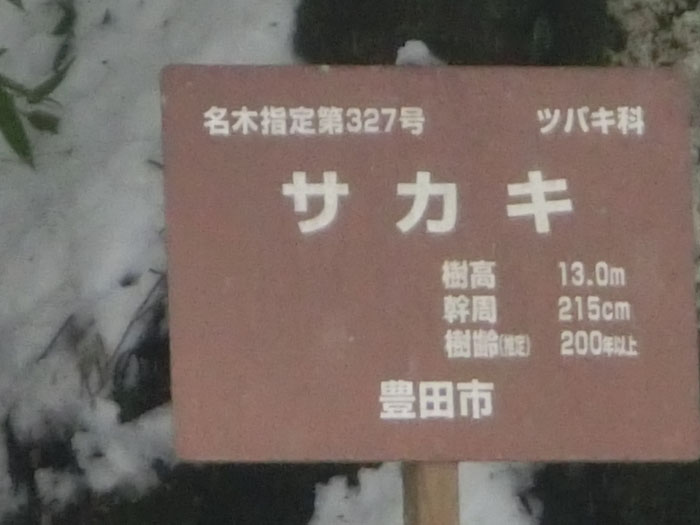 名木指定第327号 ツバキ科
サカキ
樹高 13.0m
幹周 215cm
樹齢(推定) 200年以上
豊田市